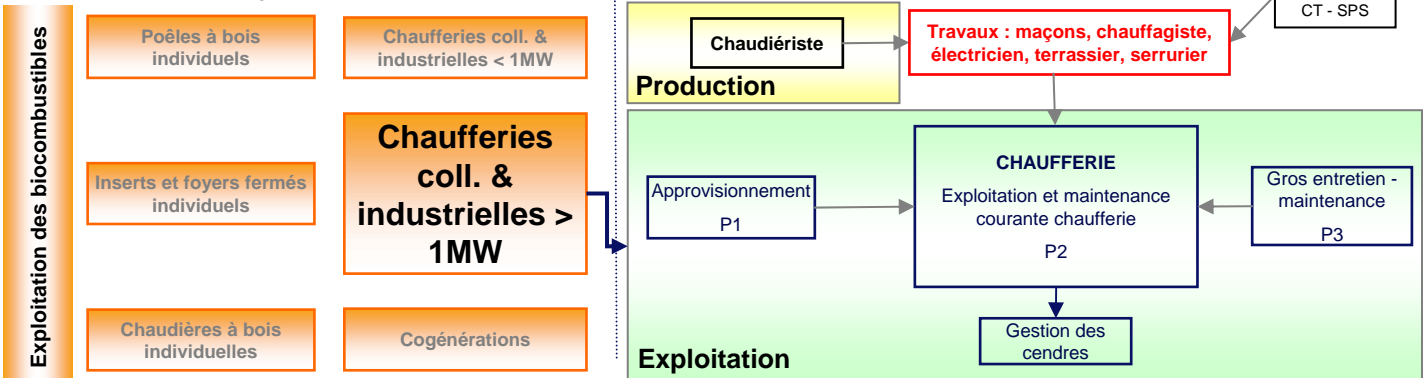 Exploitation des biocombustibles
Poêles à bois
individuels
Chaufferies coll. &
industrielles < 1MW
Inserts et foyers fermés
individuels
Chaufferies
coll. &
industrielles >
1MW
Chaudières à bois
individuelles
Cogénérations
CT - SPS
Chaudiériste
Travaux : maçons, chauffagiste,
électricien, terrassier, serrurier
Production
Approvisionnement
P1
CHAUFFERIE
Exploitation et maintenance
courante chaufferie
P2
Gros entretien -
maintenance
P3
Gestion des
cendres
Exploitation